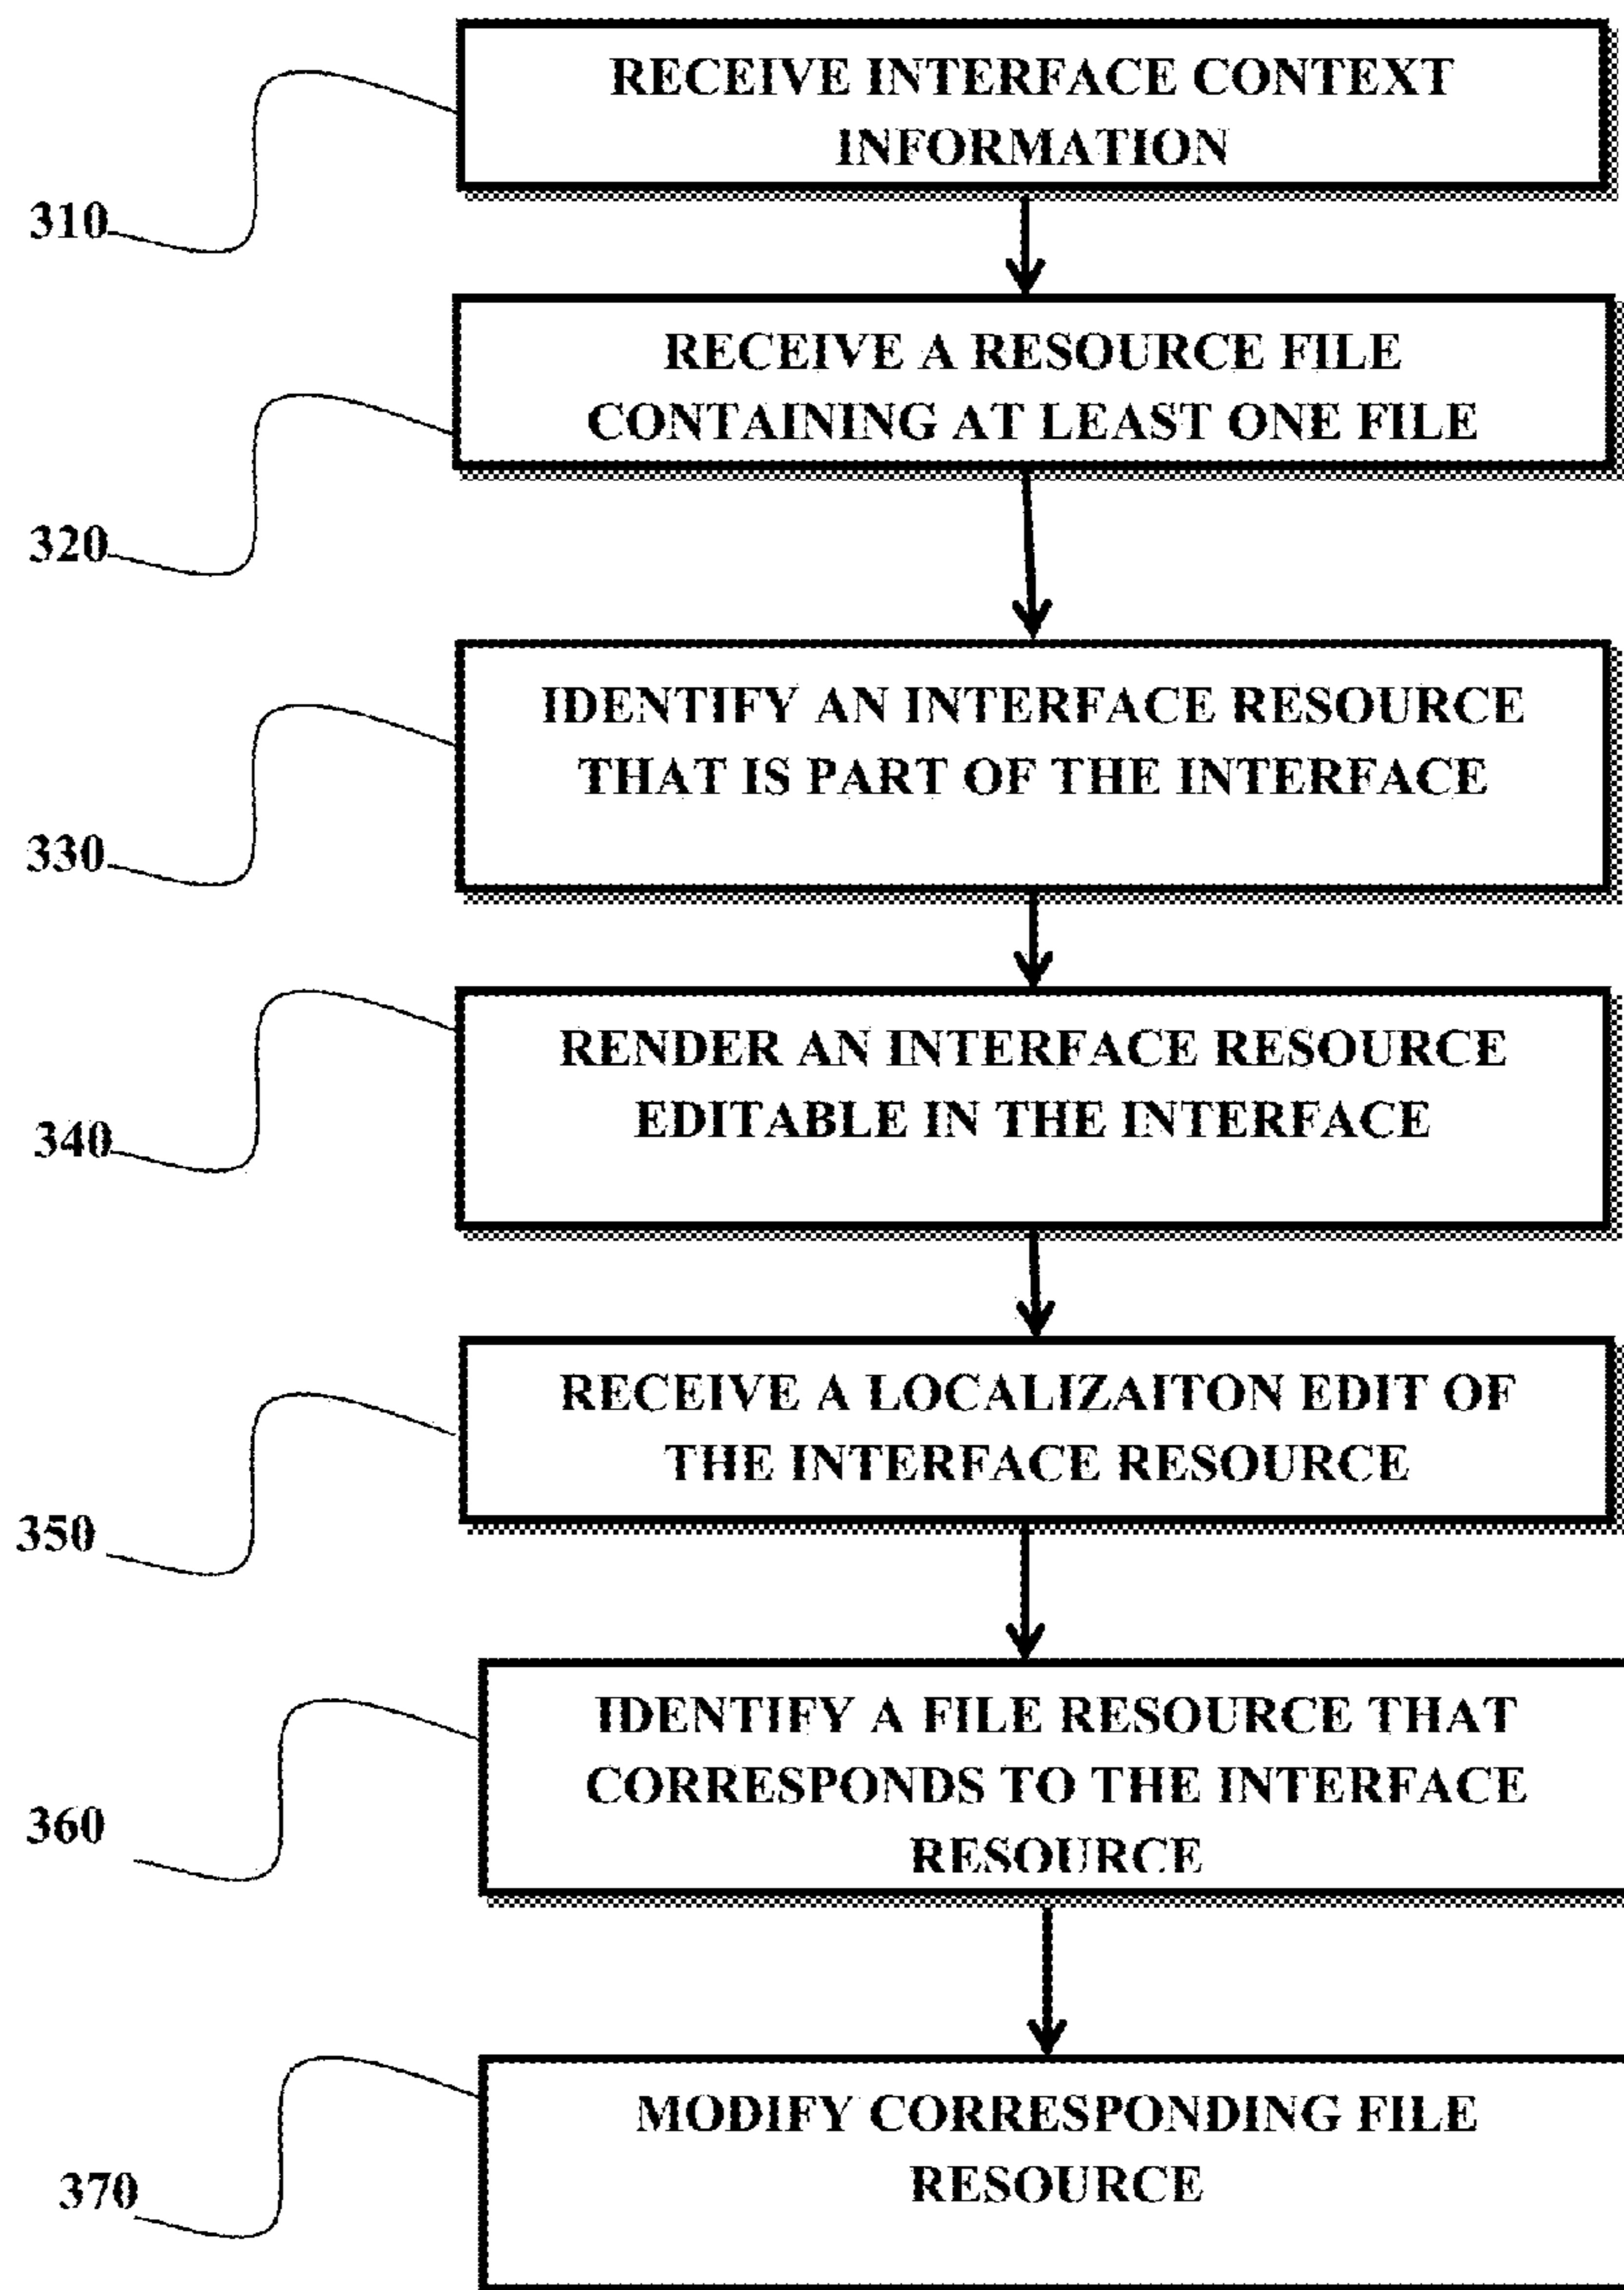 RECEIVE INTERFACE CONTEXT
INFORMATION
310
RECEIVE A RESOURCE FILE
CONTAINING AT LEAST ONE FILE
320
IDENTIFY AN INTERFACE RESOURCE
THAT IS PART OF THE INTERFACE
330
RENDER AN INTERFACE RESOURCE
EDITABLE IN THE INTERFACE
340
RECEIVE A LOCALIZAITON EDIT OF
THE INTERFACE RESOURCE
350
IDENTIFY A FILE RESOURCE THAT
CORRESPONDS TO THE INTERFACE
RESOURCE
360
MODIFY CORRESPONDING FILE
RESOURCE
370